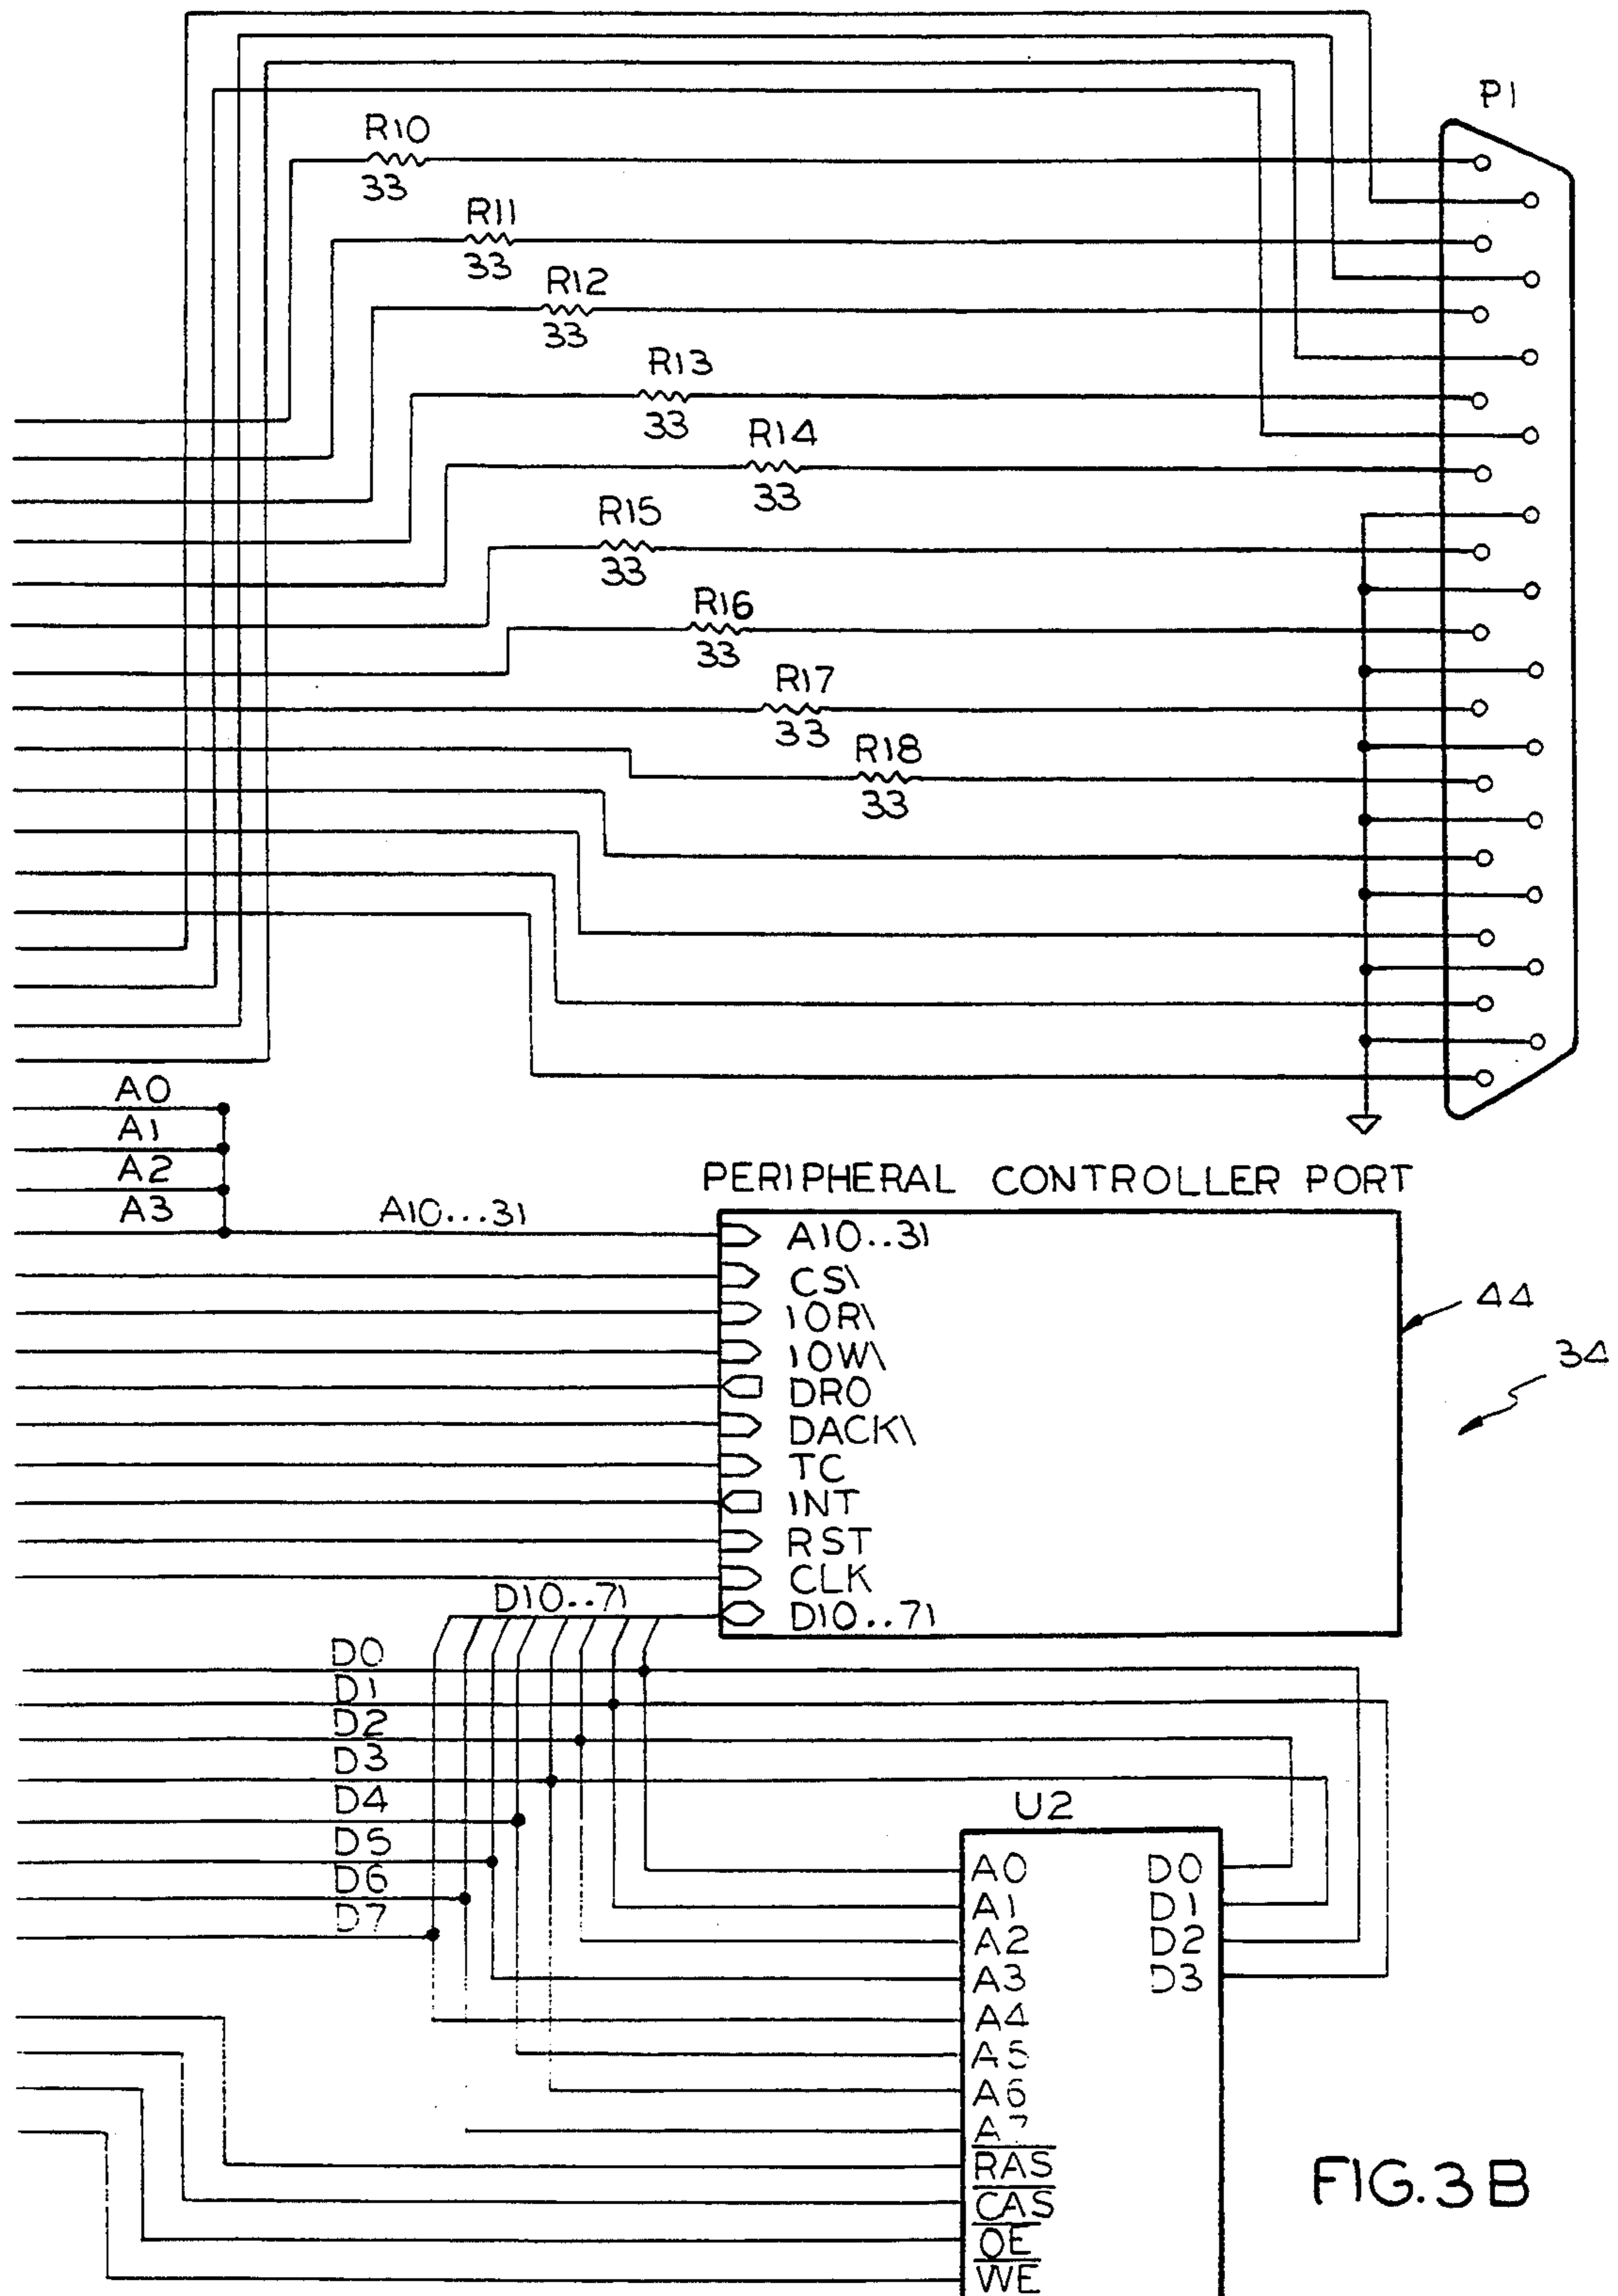 P1
R10
33
R11
33
R12
33
R13
33
R14
33
R15
33
R16
33
R17
33
R18
33
A0
A1
A2
A3
A10...31
PERIPHERAL CONTROLLER PORT
A10..31
CS\
IOR\
IOW\
DRO
DACK\
TC
INT
RST
CLK
D10..71
44
34
D10..71
D0
D1
D2
D3
D4
D5
D6
D7
U2
A0 D0
A1 D1
A2 D2
A3 D3
A4
A5
A6
A7
RAS
CAS
OE
WE
FIG.3B